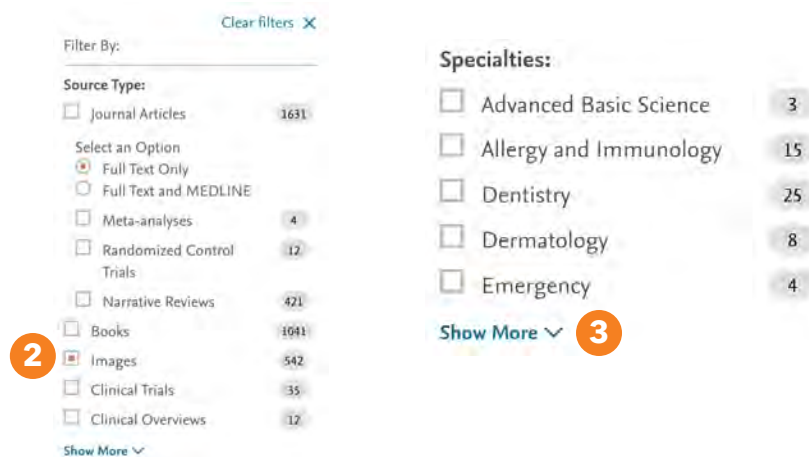 Clear filters X
Filter By:
Source Type:
Journal Articles 1631
Select an Option
Full Text Only
Full Text and MEDLINE
Meta-analyses 4
Randomized Control 12
Trials
Narrative Reviews 421
Books 1041
2 Images 542
Clinical Trials 35
Clinical Overviews 12
Show More
Specialties:
Advanced Basic Science 3
Allergy and Immunology 15
Dentistry 25
Dermatology 8
Emergency 4
Show More 3